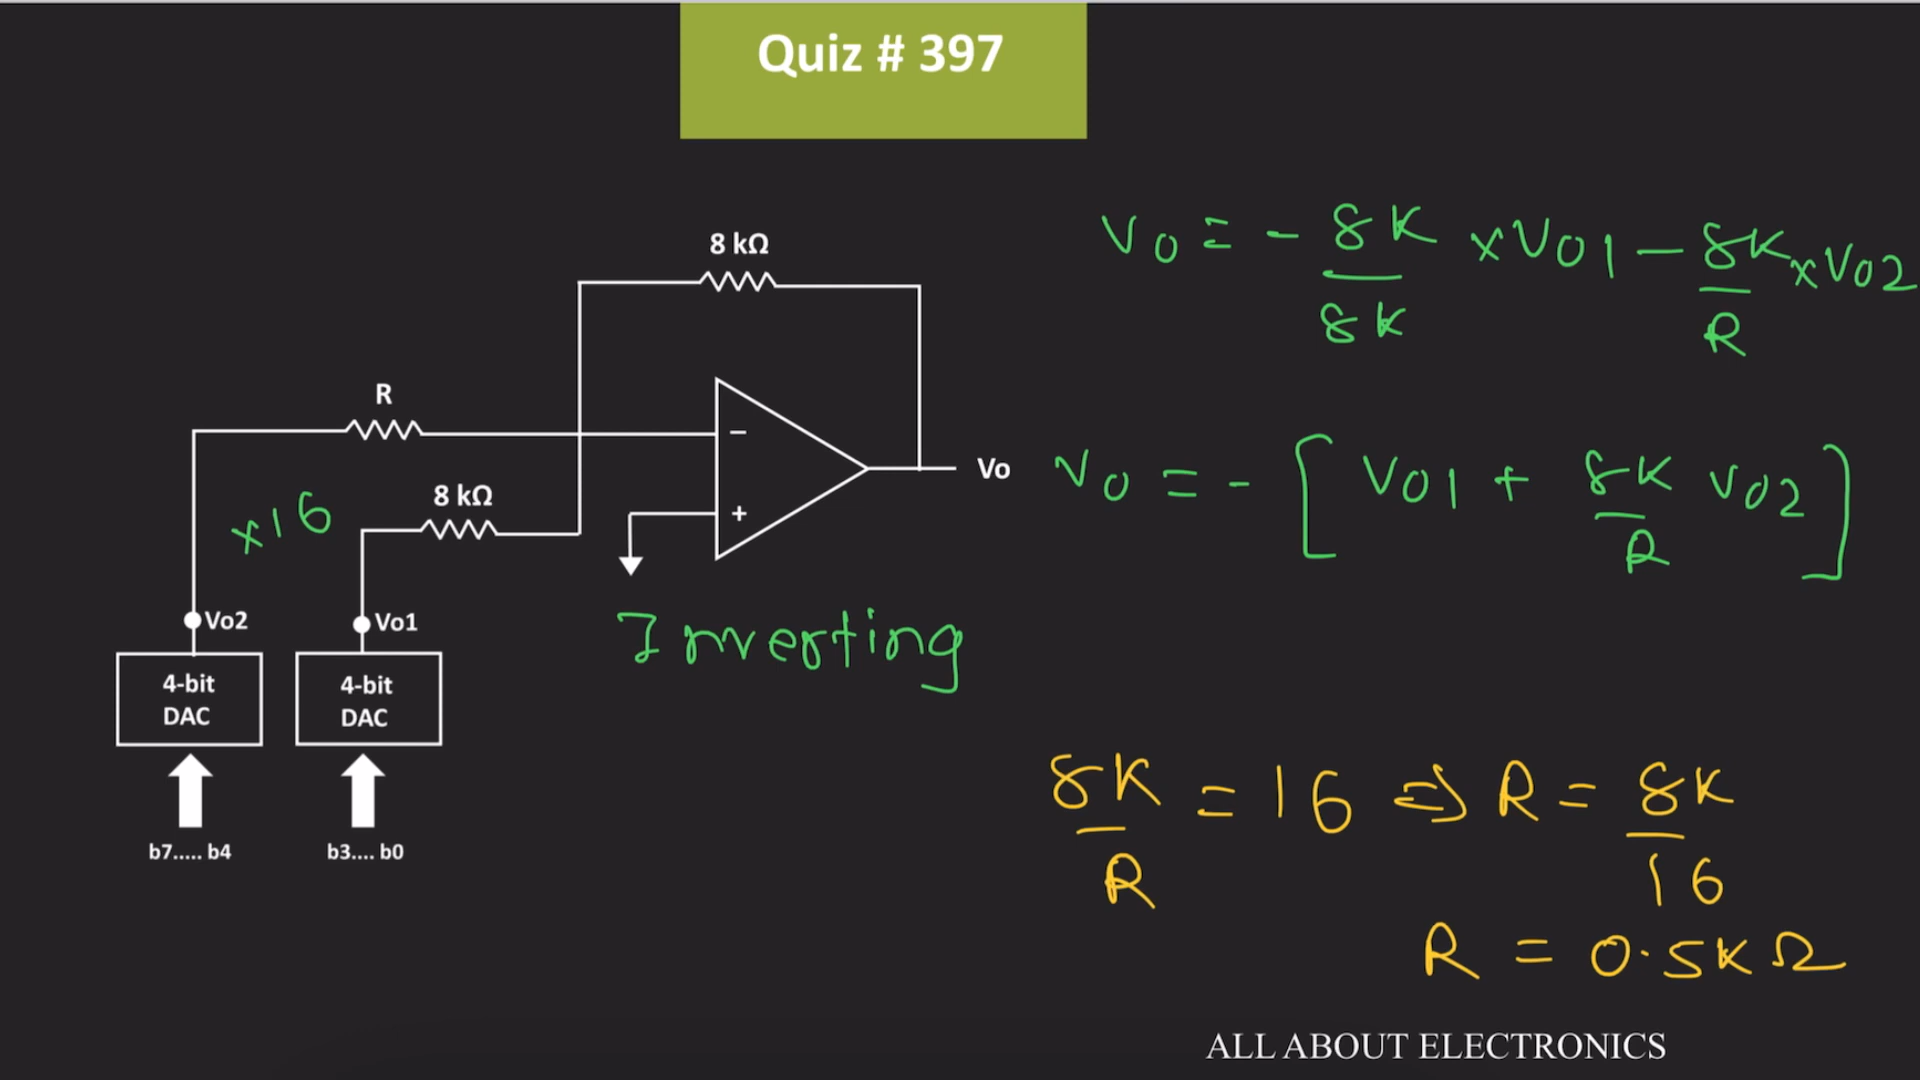 Quiz # 397
8 kΩ
R
8 kΩ
x16
−
+
Vo
Vo2
Vo1
4-bit
DAC
4-bit
DAC
b7..... b4
b3.... b0
Inverting
Vo = - 8K/8K xVo1 - 8K/R xVo2
Vo = - [ Vo1 + 8K/R Vo2 ]
8K/R = 16 ⇒ R = 8K/16
R = 0.5KΩ
ALL ABOUT ELECTRONICS